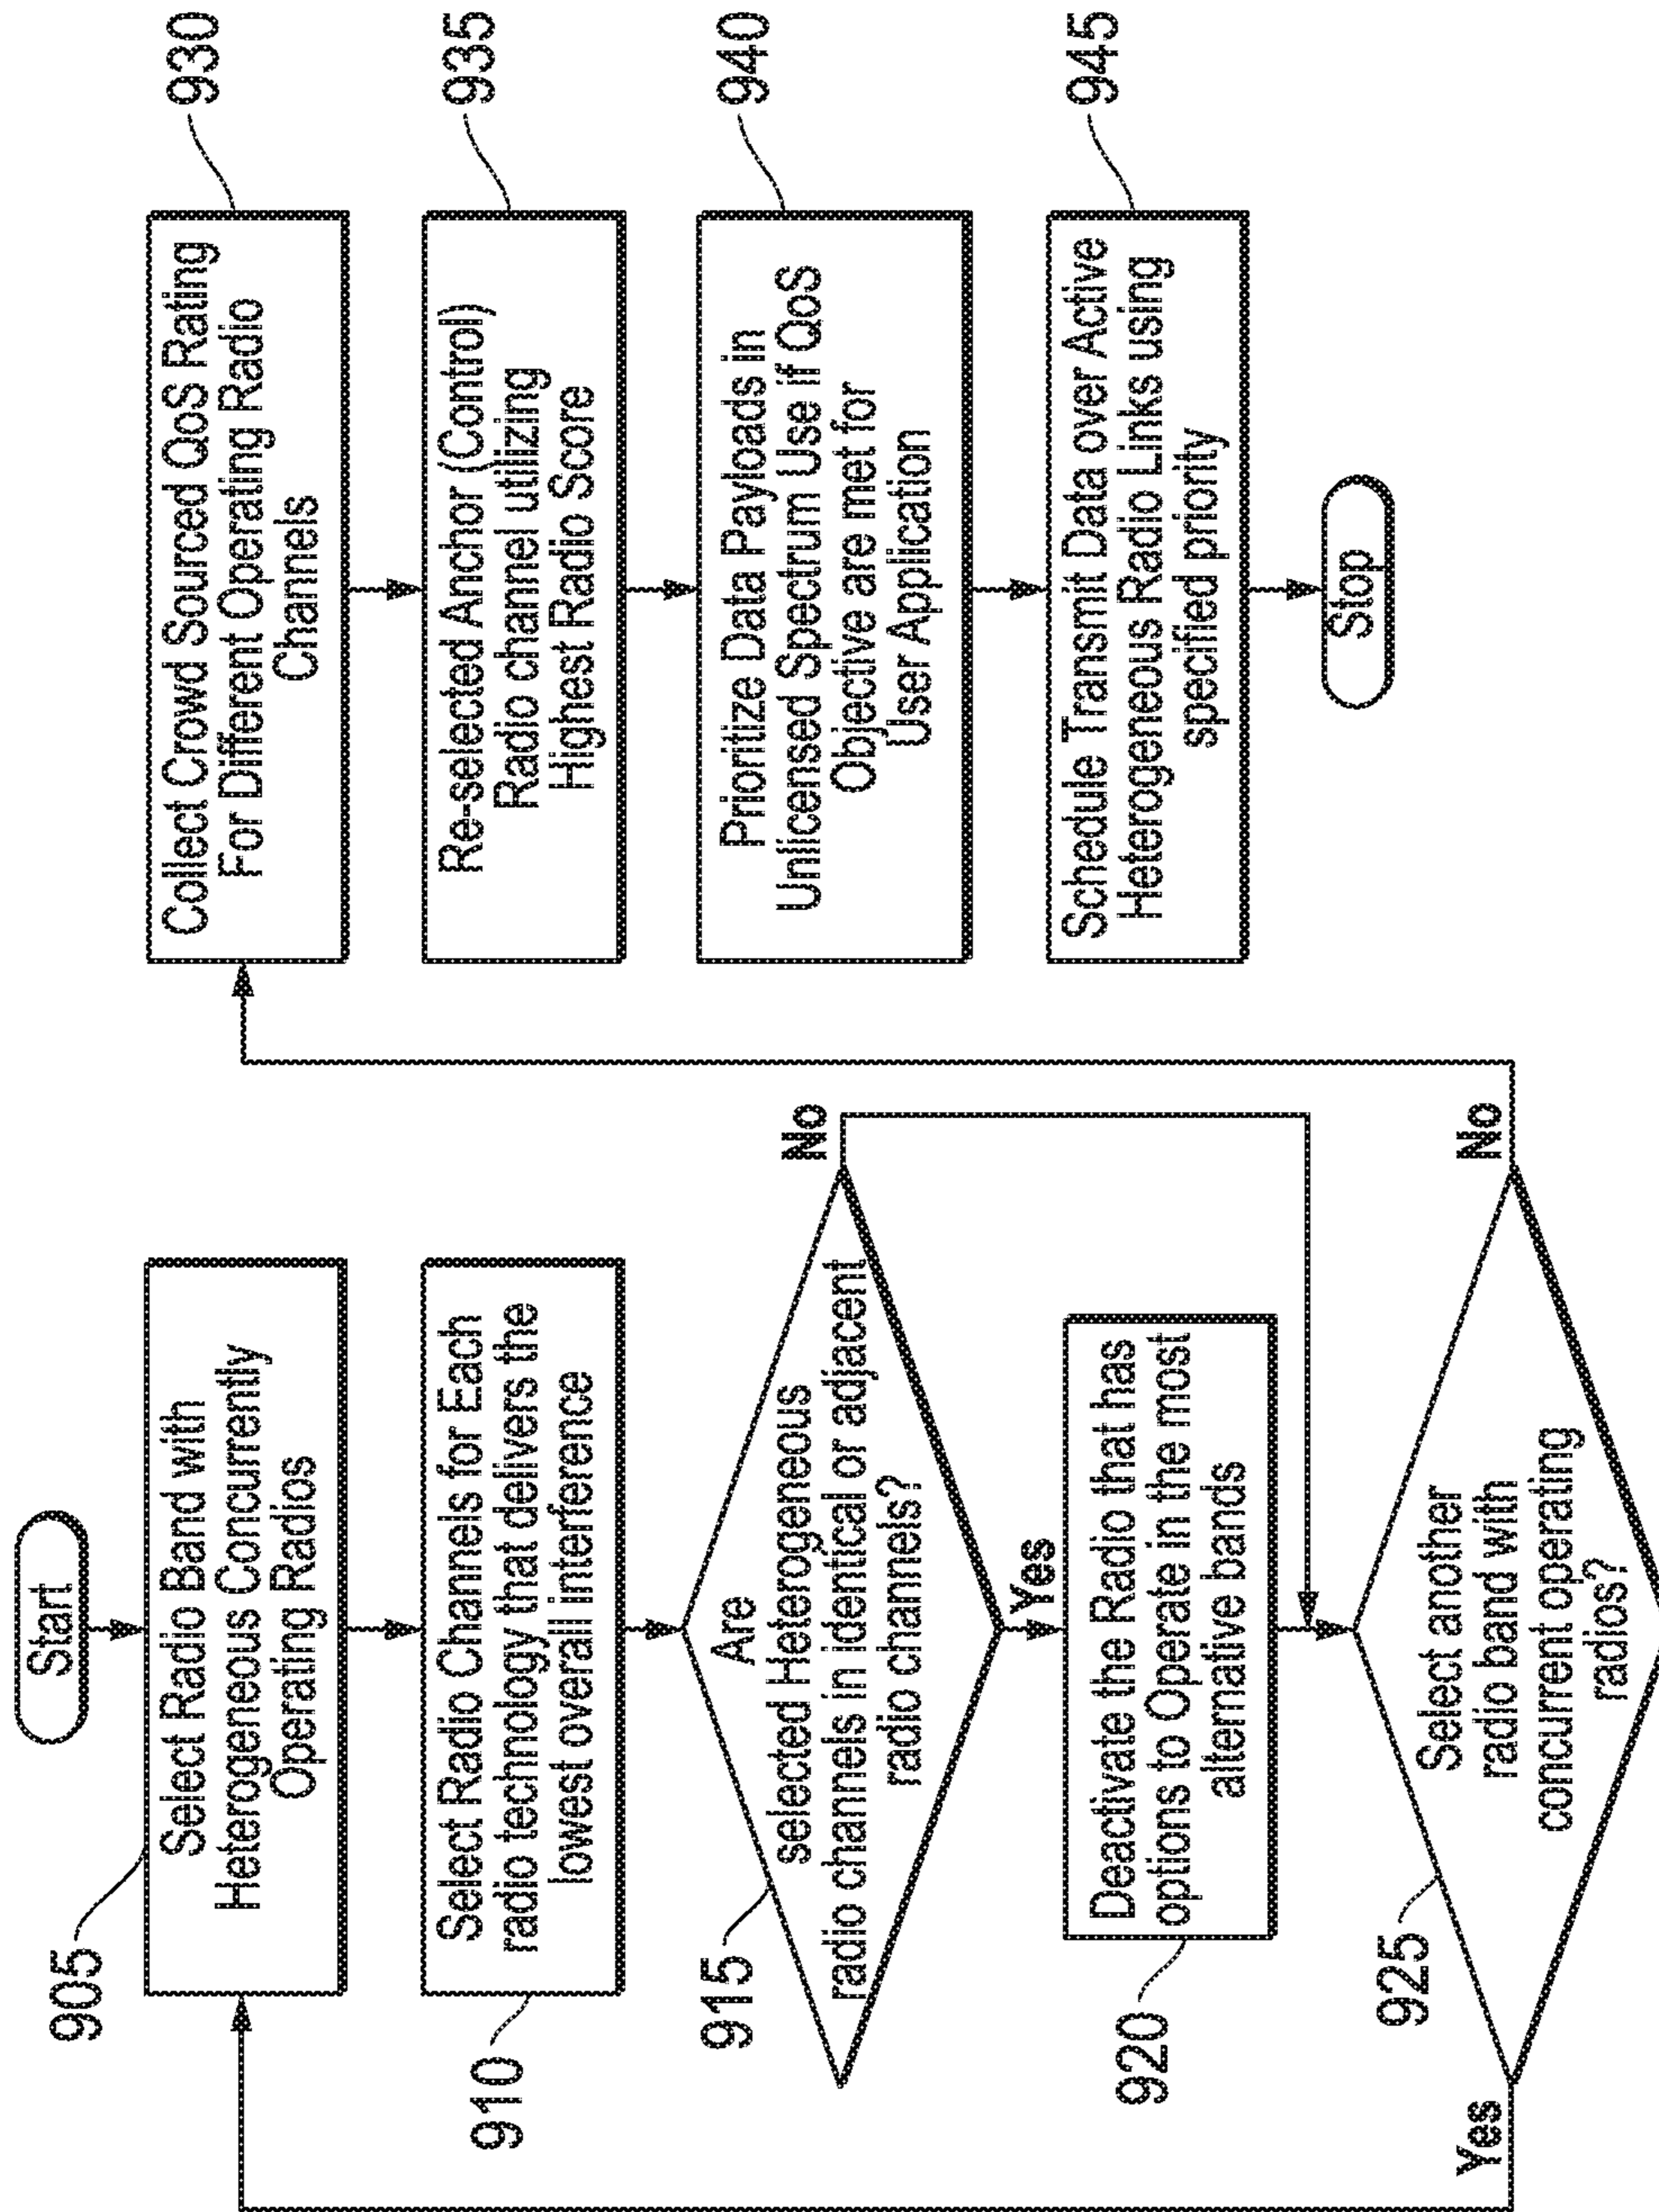 Start
905
Select Radio Band with
Heterogeneous Concurrently
Operating Radios
910
Select Radio Channels for Each
radio technology that delivers the
lowest overall interference
915
Are
selected Heterogeneous
radio channels in identical or adjacent
radio channels?
No
Yes
920
Deactivate the Radio that has
options to Operate in the most
alternative bands
925
Select another
radio band with
concurrent operating
radios?
Yes
No
930
Collect Crowd Sourced QoS Rating
For Different Operating Radio
Channels
935
Re-selected Anchor (Control)
Radio channel utilizing
Highest Radio Score
940
Prioritize Data Payloads in
Unlicensed Spectrum Use if QoS
Objective are met for
User Application
945
Schedule Transmit Data over Active
Heterogeneous Radio Links using
specified priority
Stop